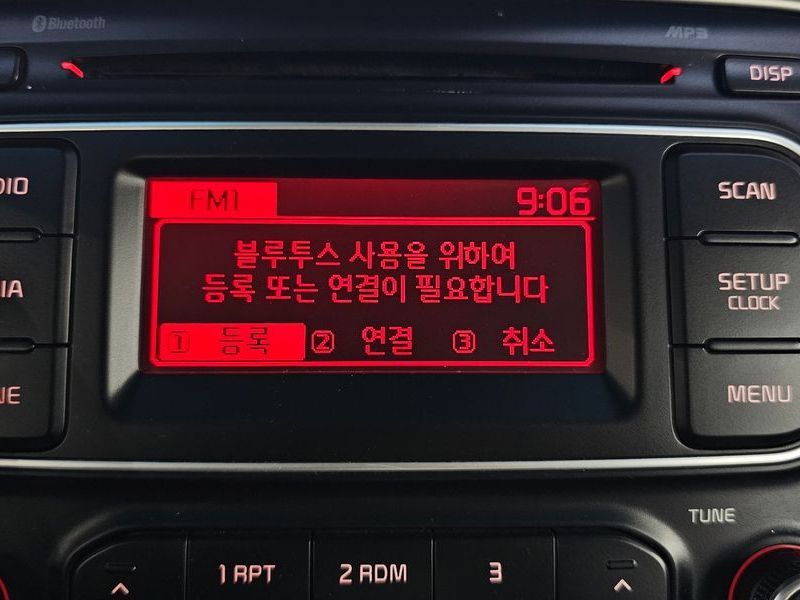 Bluetooth
MP3
DISP
SCAN
SETUP
CLOCK
MENU
FM1 9:06
블루투스 사용을 위하여
등록 또는 연결이 필요합니다
1 등록 2 연결 3 취소
TUNE
1 RPT
2 RDM
3